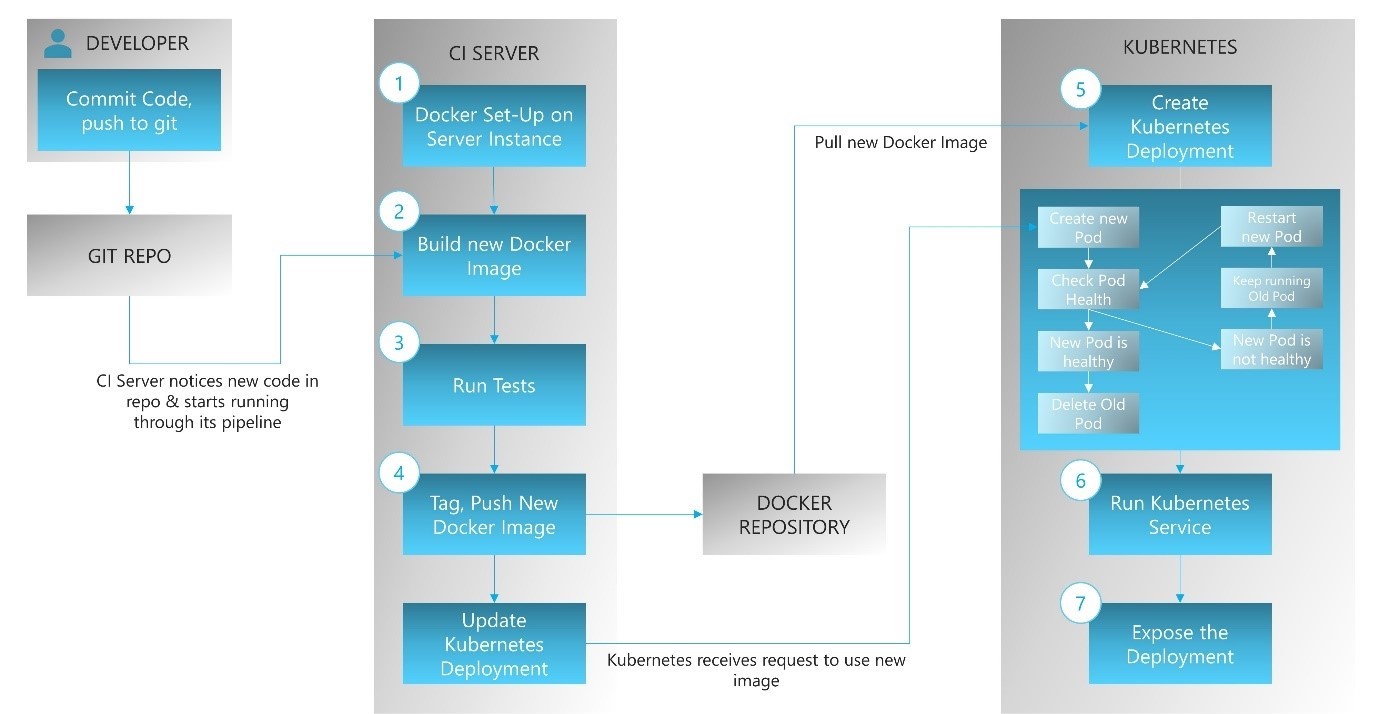 DEVELOPER
Commit Code,
push to git
GIT REPO
CI Server notices new code in
repo & starts running
through its pipeline
CI SERVER
1
Docker Set-Up on
Server Instance
2
Build new Docker
Image
3
Run Tests
4
Tag, Push New
Docker Image
Update
Kubernetes
Deployment
DOCKER
REPOSITORY
Pull new Docker Image
Kubernetes receives request to use new
image
KUBERNETES
5
Create
Kubernetes
Deployment
Create new
Pod
Check Pod
Health
New Pod is
healthy
Delete Old
Pod
Restart
new Pod
Keep running
Old Pod
New Pod is
not healthy
6
Run Kubernetes
Service
7
Expose the
Deployment